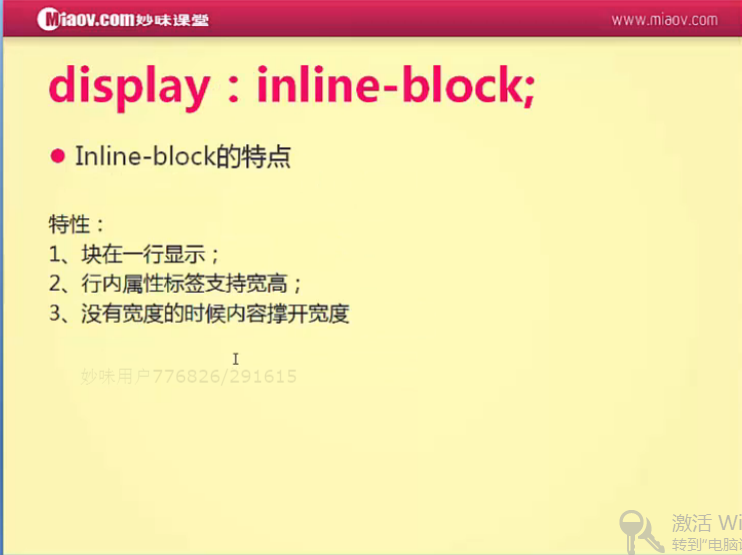 Miaov.com妙味课堂
www.miaov.com
display：inline-block;
Inline-block的特点
特性：
1、块在一行显示；
2、行内属性标签支持宽高；
3、没有宽度的时候内容撑开宽度
妙味用户776826/291615
激活 Wi
转到"电脑